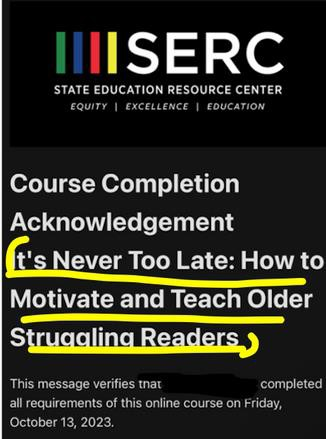 SERC
STATE EDUCATION RESOURCE CENTER
EQUITY | EXCELLENCE | EDUCATION
Course Completion
Acknowledgement
It's Never Too Late: How to
Motivate and Teach Older
Struggling Readers
This message verifies that completed
all requirements of this online course on Friday,
October 13, 2023.